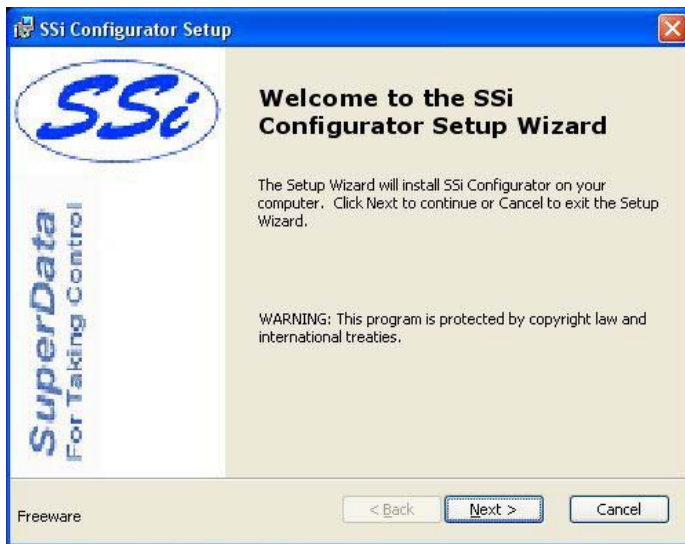 SSi Configurator Setup
SSi
SuperData
For Taking Control
Welcome to the SSi
Configurator Setup Wizard
The Setup Wizard will install SSi Configurator on your
computer. Click Next to continue or Cancel to exit the Setup
Wizard.
WARNING: This program is protected by copyright law and
international treaties.
Freeware
< Back
Next >
Cancel